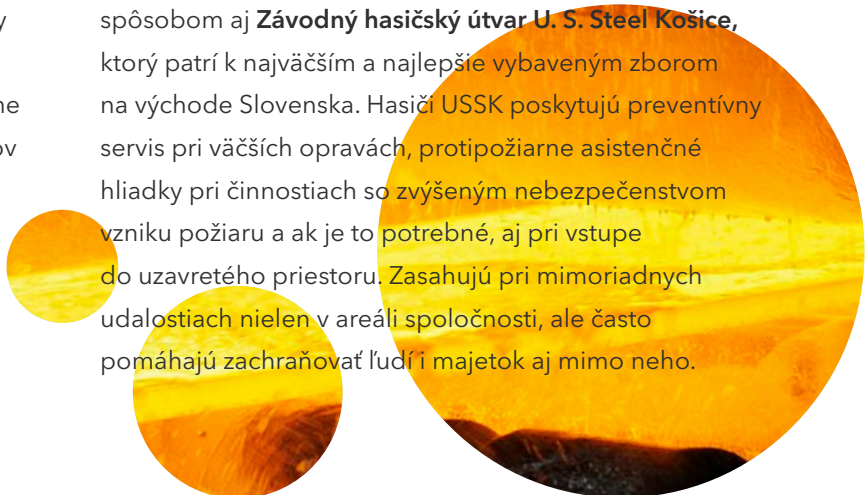 y
ne
ov
spôsobom aj Závodný hasičský útvar U. S. Steel Košice,
ktorý patrí k najväčším a najlepšie vybaveným zborom
na východe Slovenska. Hasiči USSK poskytujú preventívny
servis pri väčších opravách, protipožiarne asistenčné
hliadky pri činnostiach so zvýšeným nebezpečenstvom
vzniku požiaru a ak je to potrebné, aj pri vstupe
do uzavretého priestoru. Zasahujú pri mimoriadnych
udalostiach nielen v areáli spoločnosti, ale často
pomáhajú zachraňovať ľudí i majetok aj mimo neho.